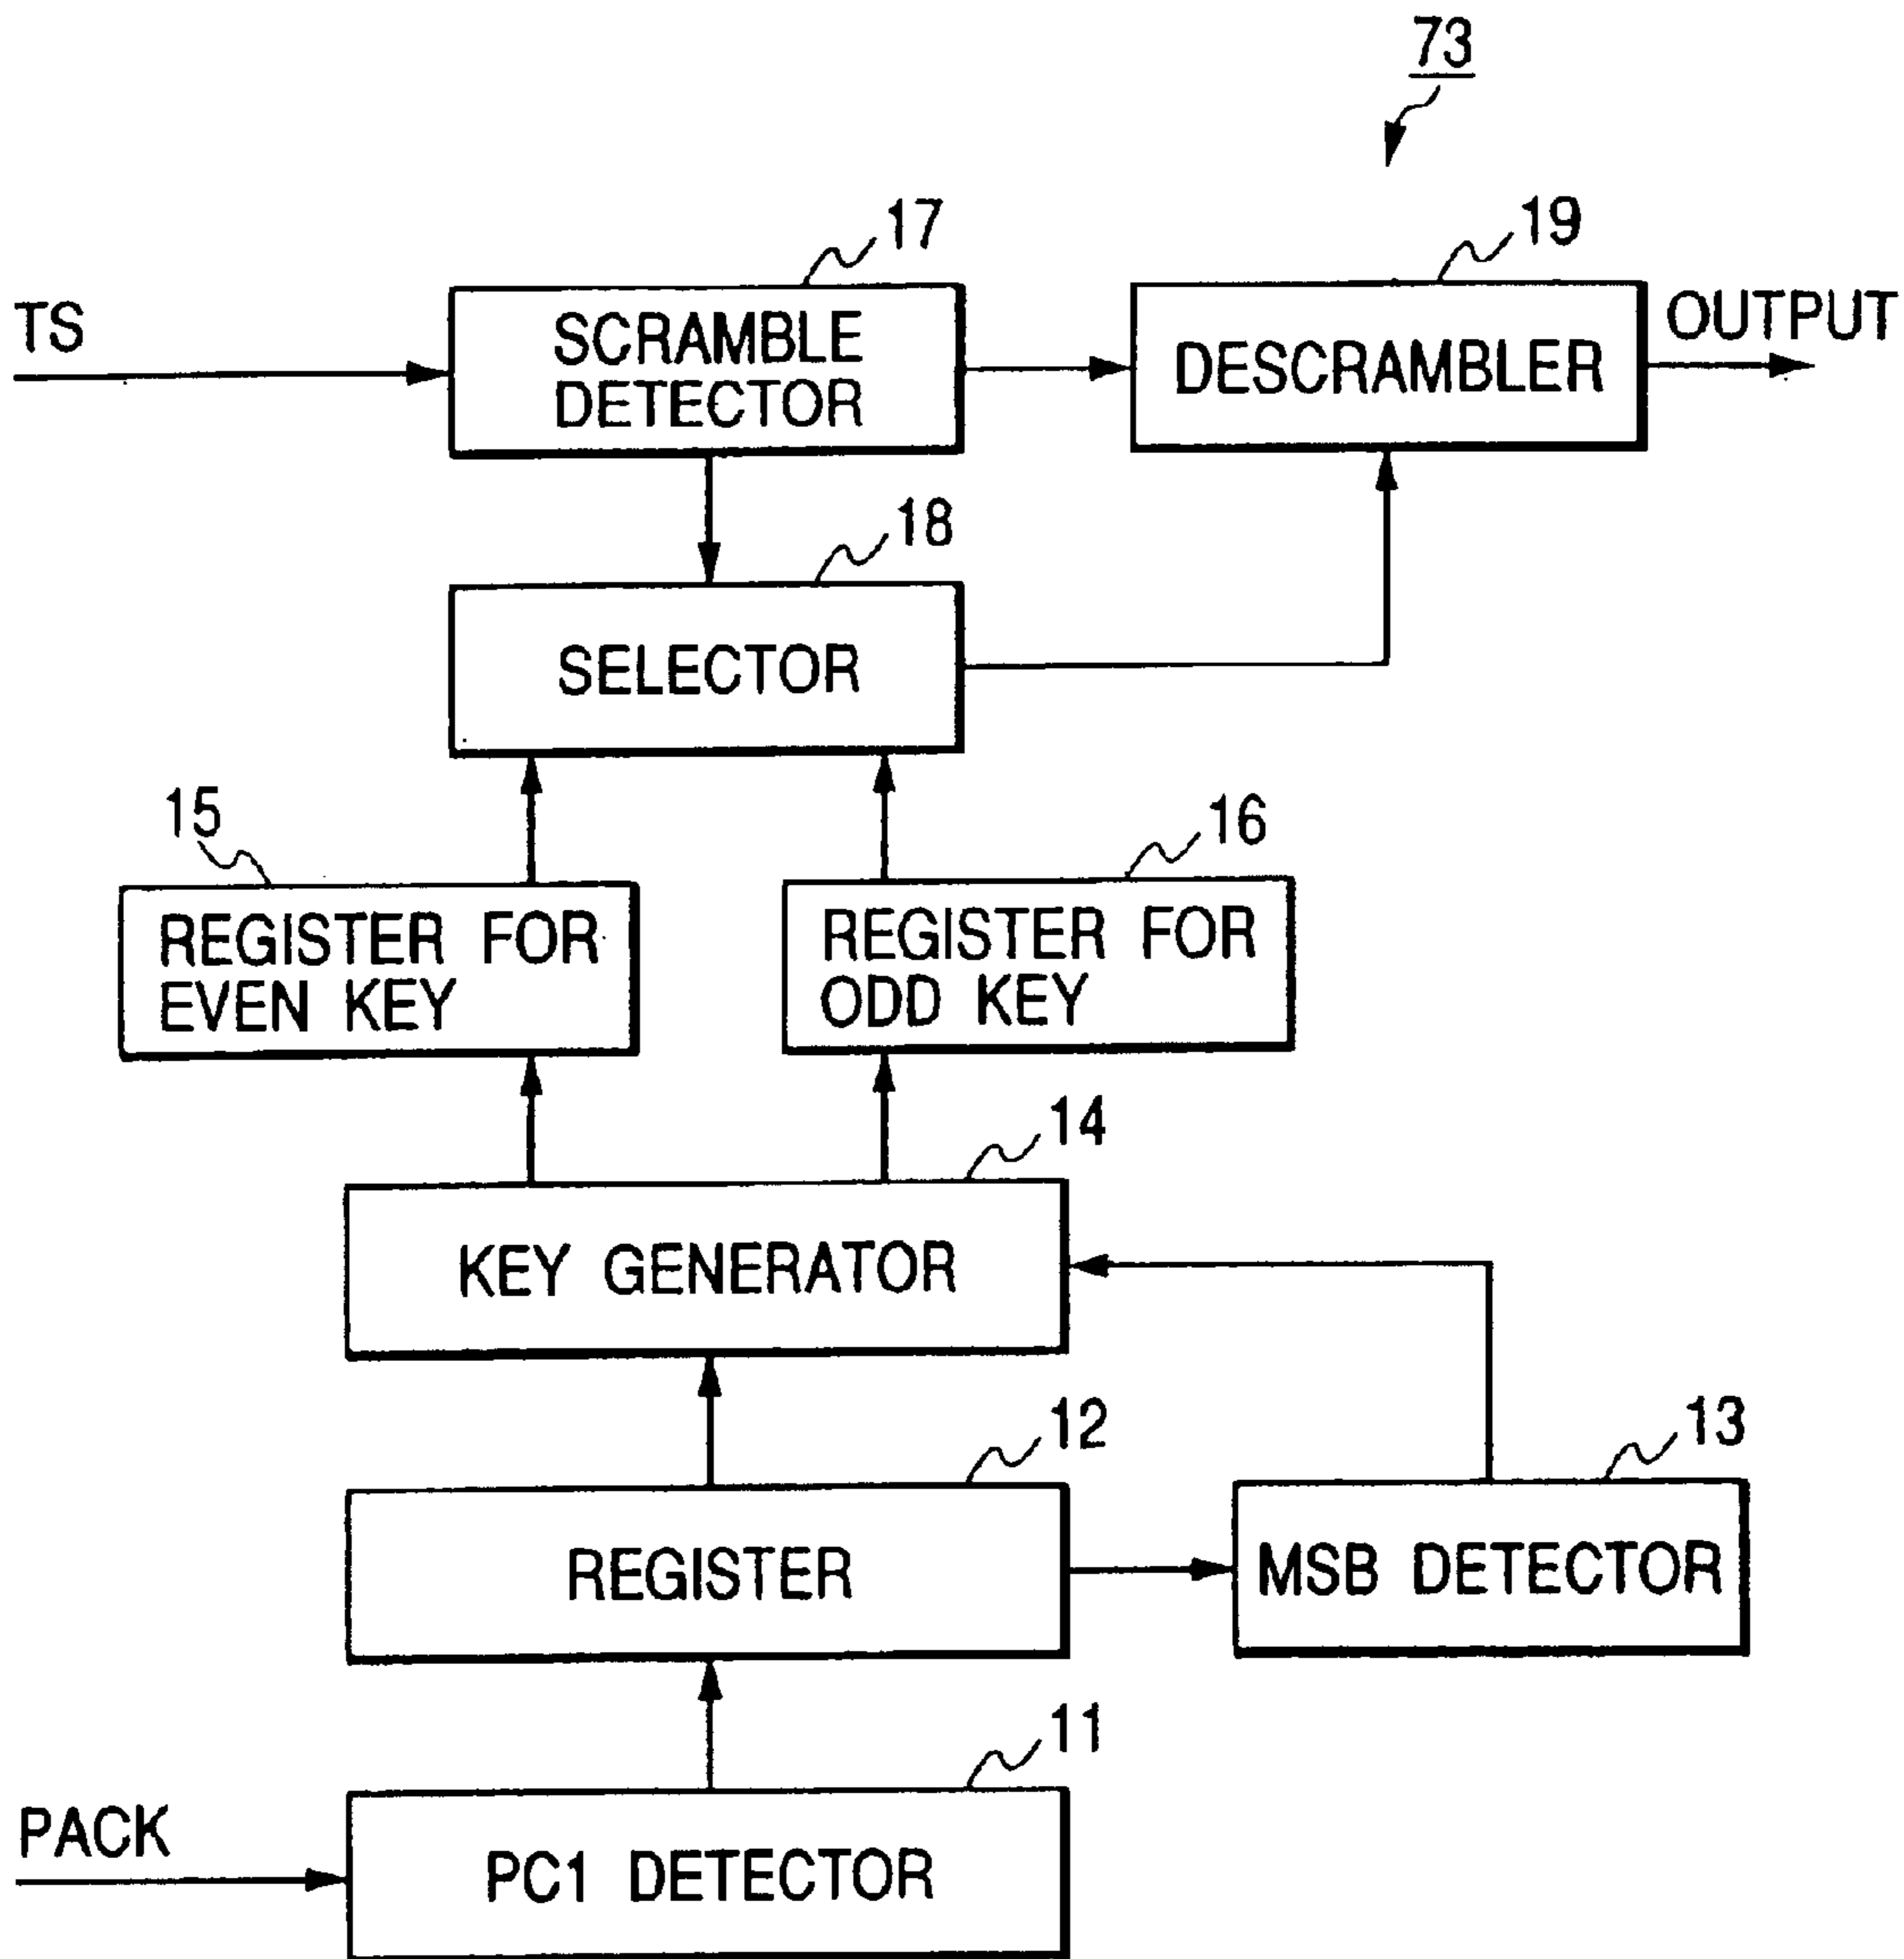 73
17
19
TS
SCRAMBLE
DETECTOR
DESCRAMBLER
OUTPUT
18
SELECTOR
15
16
REGISTER FOR
EVEN KEY
REGISTER FOR
ODD KEY
14
KEY GENERATOR
12
13
REGISTER
MSB DETECTOR
11
PACK
PC1 DETECTOR